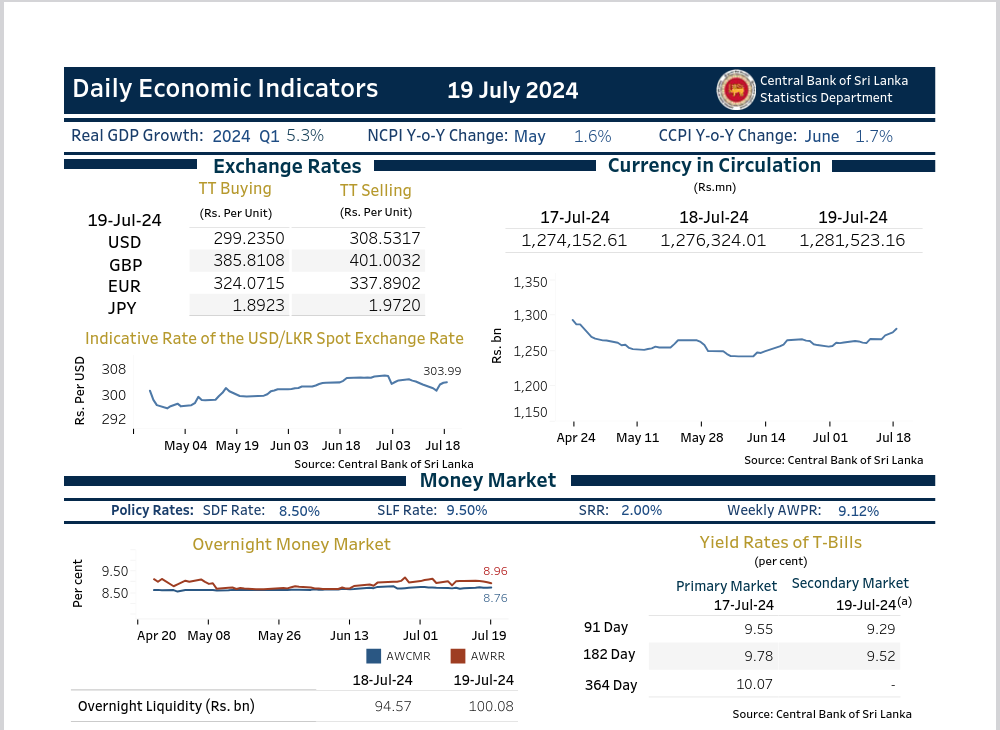 Daily Economic Indicators 19 July 2024 Central Bank of Sri Lanka
Statistics Department
Real GDP Growth: 2024 Q1 5.3% NCPI Y-o-Y Change: May 1.6% CCPI Y-o-Y Change: June 1.7%
Exchange Rates
TT Buying TT Selling
19-Jul-24 (Rs. Per Unit) (Rs. Per Unit)
USD 299.2350 308.5317
GBP 385.8108 401.0032
EUR 324.0715 337.8902
JPY 1.8923 1.9720
Indicative Rate of the USD/LKR Spot Exchange Rate
Rs. Per USD
308
300
292
303.99
May 04 May 19 Jun 03 Jun 18 Jul 03 Jul 18
Source: Central Bank of Sri Lanka
Currency in Circulation
(Rs.mn)
17-Jul-24 18-Jul-24 19-Jul-24
1,274,152.61 1,276,324.01 1,281,523.16
Rs. bn
1,350
1,300
1,250
1,200
1,150
Apr 24 May 11 May 28 Jun 14 Jul 01 Jul 18
Source: Central Bank of Sri Lanka
Money Market
Policy Rates: SDF Rate: 8.50% SLF Rate: 9.50% SRR: 2.00% Weekly AWPR: 9.12%
Overnight Money Market
Per cent
9.50
8.50
8.96
8.76
Apr 20 May 08 May 26 Jun 13 Jul 01 Jul 19
AWCMR AWRR
18-Jul-24 19-Jul-24
Overnight Liquidity (Rs. bn) 94.57 100.08
Yield Rates of T-Bills
(per cent)
Primary Market Secondary Market
17-Jul-24 19-Jul-24(a)
91 Day 9.55 9.29
182 Day 9.78 9.52
364 Day 10.07 -
Source: Central Bank of Sri Lanka